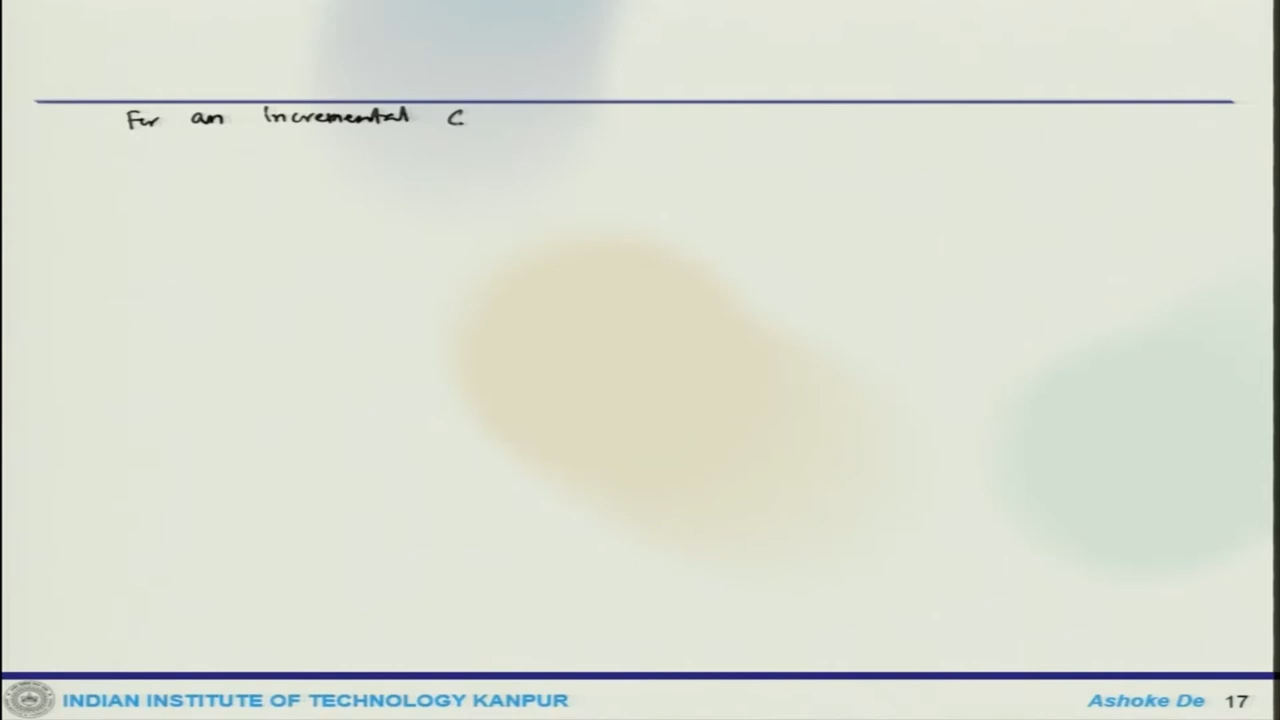 For an Incremental C
INDIAN INSTITUTE OF TECHNOLOGY KANPUR
Ashoke De 17